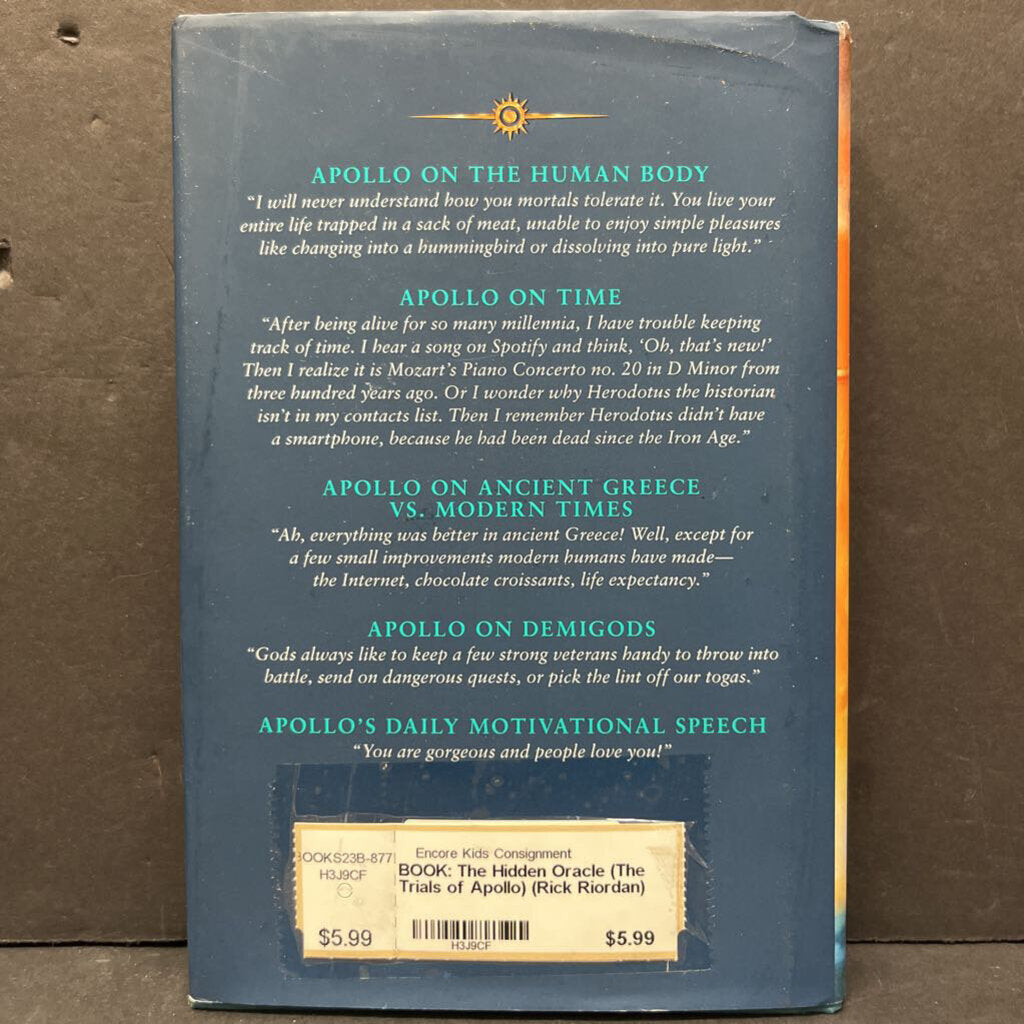 APOLLO ON THE HUMAN BODY
“I will never understand how you mortals tolerate it. You live your
entire life trapped in a sack of meat, unable to enjoy simple pleasures
like changing into a hummingbird or dissolving into pure light.”
APOLLO ON TIME
“After being alive for so many millennia, I have trouble keeping
track of time. I hear a song on Spotify and think, ‘Oh, that’s new!’
Then I realize it is Mozart’s Piano Concerto no. 20 in D Minor from
three hundred years ago. Or I wonder why Herodotus the historian
isn’t in my contacts list. Then I remember Herodotus didn’t have
a smartphone, because he had been dead since the Iron Age.”
APOLLO ON ANCIENT GREECE
VS. MODERN TIMES
“Ah, everything was better in ancient Greece! Well, except for
a few small improvements modern humans have made—
the Internet, chocolate croissants, life expectancy.”
APOLLO ON DEMIGODS
“Gods always like to keep a few strong veterans handy to throw into
battle, send on dangerous quests, or pick the lint off our togas.”
APOLLO’S DAILY MOTIVATIONAL SPEECH
“You are gorgeous and people love you!”
OOKS23B-877
H3J9CF
$5.99
Encore Kids Consignment
BOOK: The Hidden Oracle (The
Trials of Apollo) (Rick Riordan)
H3J9CF
$5.99